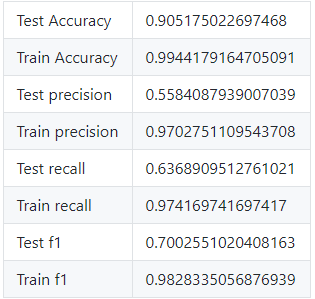 Test Accuracy 0.905175022697468
Train Accuracy 0.9944179164705091
Test precision 0.5584087939007039
Train precision 0.9702751109543708
Test recall 0.6368909512761021
Train recall 0.974169741697417
Test f1 0.7002551020408163
Train f1 0.9828335056876939